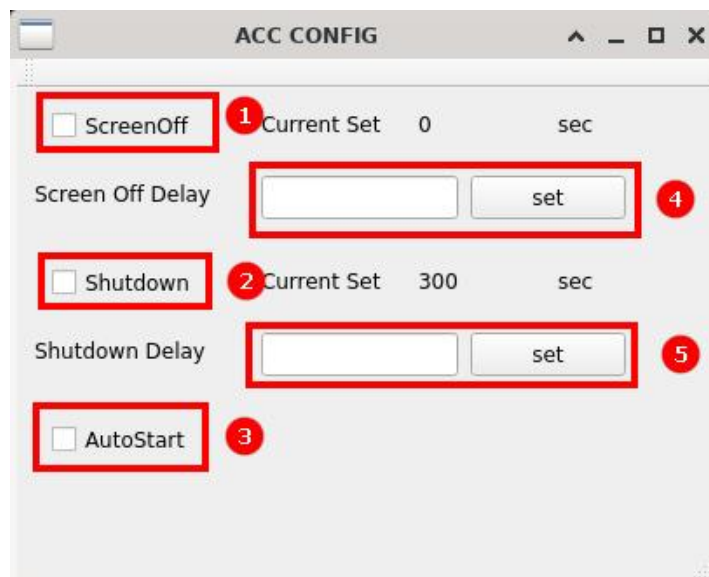 ACC CONFIG
ScreenOff 1 Current Set 0 sec
Screen Off Delay set 4
Shutdown 2 Current Set 300 sec
Shutdown Delay set 5
AutoStart 3